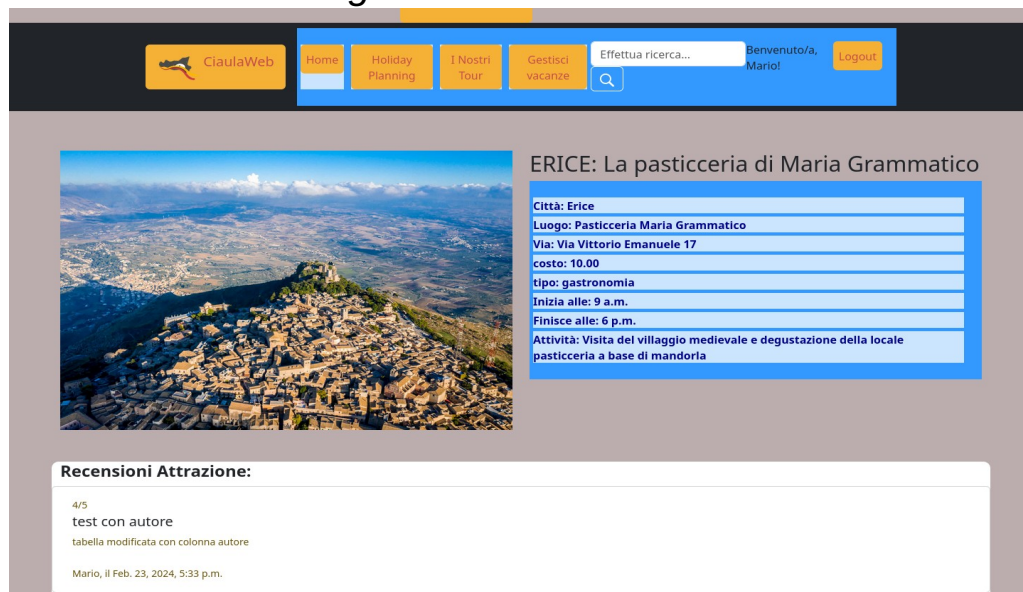 CiaulaWeb
Home
Holiday
Planning
I Nostri
Tour
Gestisci
vacanze
Effettua ricerca...
Benvenuto/a,
Mario!
Logout
ERICE: La pasticceria di Maria Grammatico
Città: Erice
Luogo: Pasticceria Maria Grammatico
Via: Via Vittorio Emanuele 17
costo: 10.00
tipo: gastronomia
Inizia alle: 9 a.m.
Finisce alle: 6 p.m.
Attività: Visita del villaggio medievale e degustazione della locale
pasticceria a base di mandorla
Recensioni Attrazione:
4/5
test con autore
tabella modificata con colonna autore
Mario, il Feb. 23, 2024, 5:33 p.m.